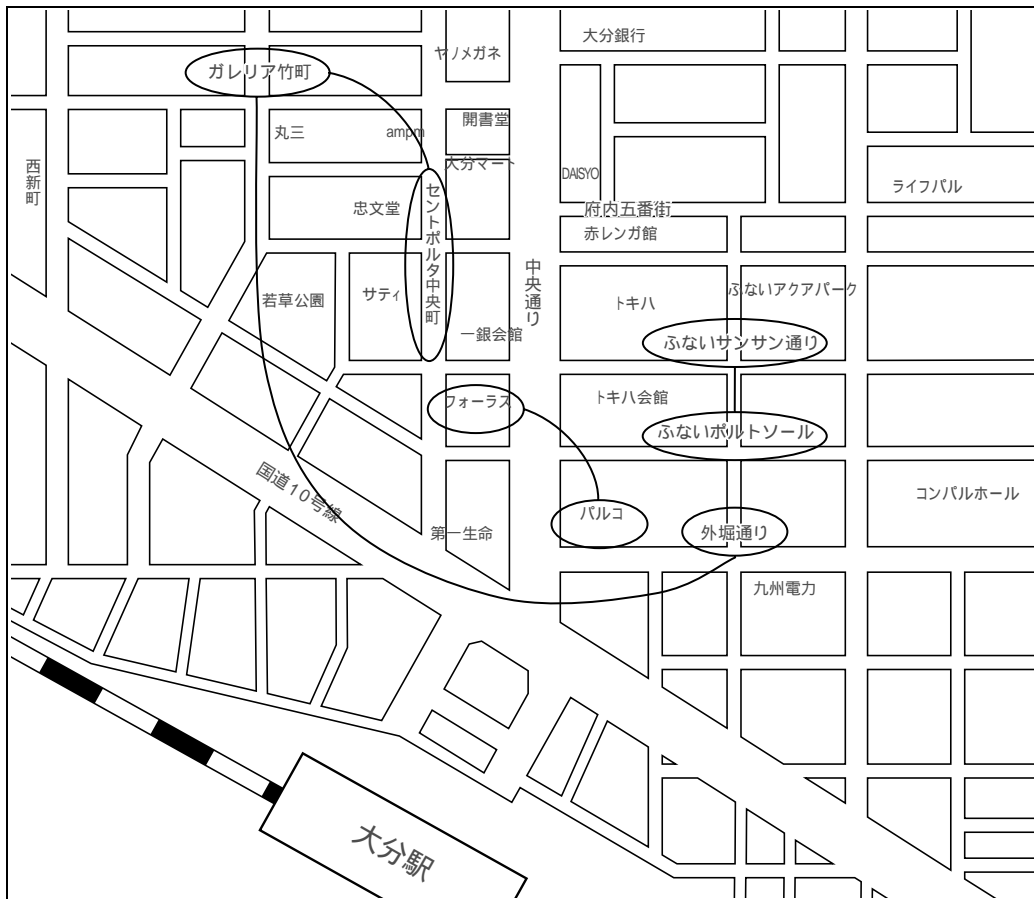 大分銀行
ヤノメガネ
ガレリア竹町
開書堂
丸三
ampm
大分マート
西新町
DAISYO
ライフパル
セントポルタ中央町
忠文堂
府内五番街
赤レンガ館
中央通り
若草公園
サティ
トキハ
ふないアクアパーク
一銀会館
ふないサンサン通り
フォーラス
トキハ会館
ふないポルトソール
国道10号線
コンパルホール
パルコ
第一生命
外堀通り
九州電力
大分駅